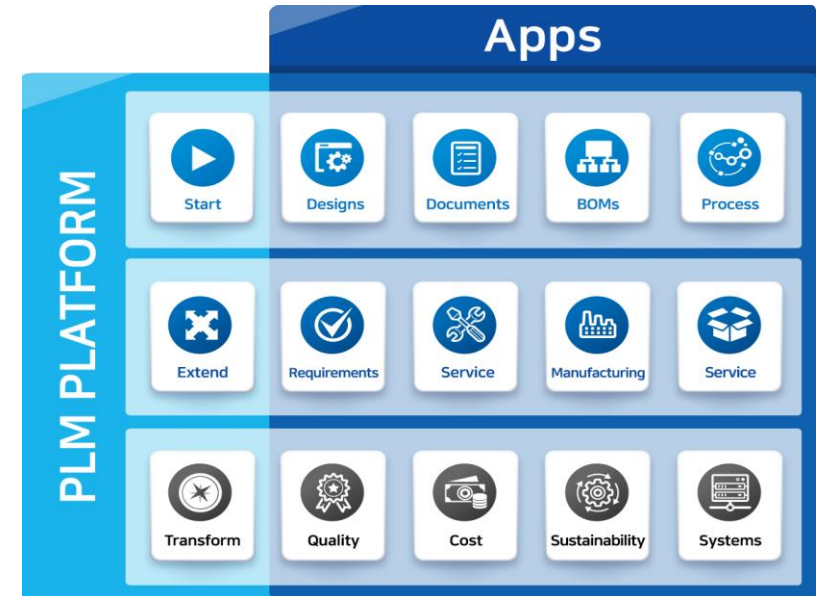 Apps
PLM PLATFORM
Start
Designs
Documents
BOMs
Process
Extend
Requirements
Service
Manufacturing
Service
Transform
Quality
Cost
Sustainability
Systems